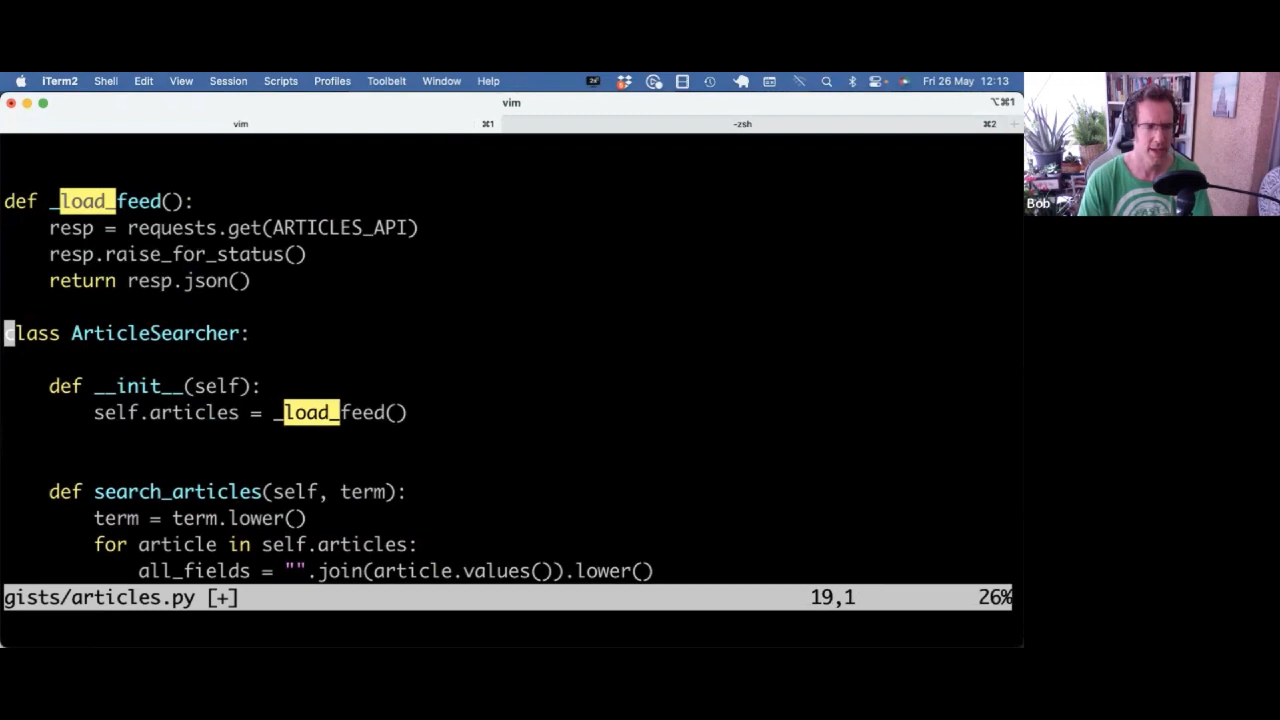 iTerm2 Shell Edit View Session Scripts Profiles Toolbelt Window Help Fri 26 May 12:13
vim ⌥⌘1
vim ⌘1 -zsh ⌘2
def _load_feed():
    resp = requests.get(ARTICLES_API)
    resp.raise_for_status()
    return resp.json()
class ArticleSearcher:
    def __init__(self):
        self.articles = _load_feed()
    def search_articles(self, term):
        term = term.lower()
        for article in self.articles:
            all_fields = "".join(article.values()).lower()
gists/articles.py [+] 19,1 26%
Bob